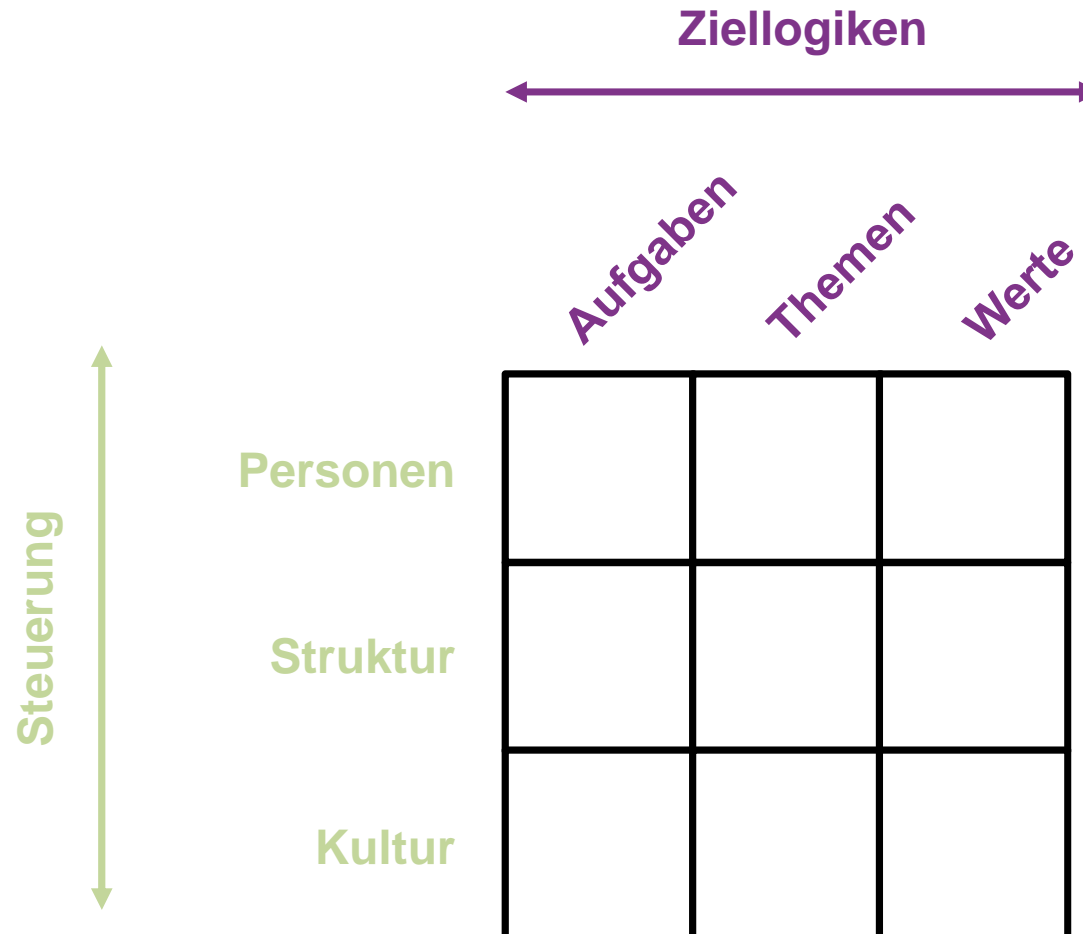 Ziellogiken
Aufgaben
Themen
Werte
Steuerung
Personen
Struktur
Kultur